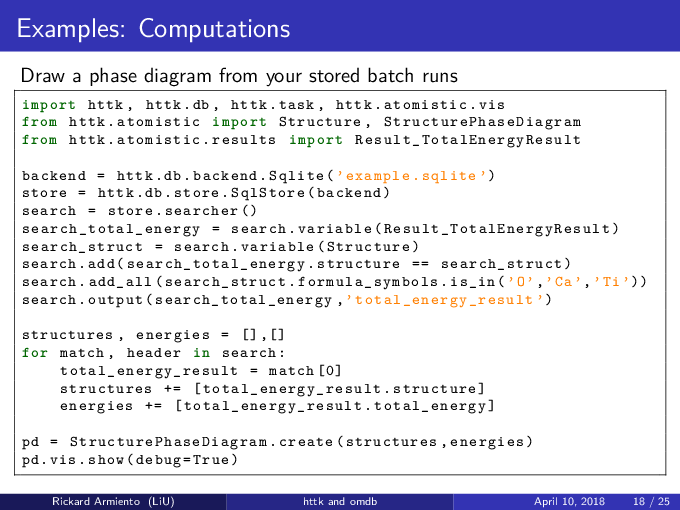 Examples: Computations
Draw a phase diagram from your stored batch runs
import httk, httk.db, httk.task, httk.atomistic.vis
from httk.atomistic import Structure, StructurePhaseDiagram
from httk.atomistic.results import Result_TotalEnergyResult

backend = httk.db.backend.Sqlite('example.sqlite')
store = httk.db.store.SqlStore(backend)
search = store.searcher()
search_total_energy = search.variable(Result_TotalEnergyResult)
search_struct = search.variable(Structure)
search.add(search_total_energy.structure == search_struct)
search.add_all(search_struct.formula_symbols.is_in('O','Ca','Ti'))
search.output(search_total_energy,'total_energy_result')

structures, energies = [],[]
for match, header in search:
    total_energy_result = match[0]
    structures += [total_energy_result.structure]
    energies += [total_energy_result.total_energy]

pd = StructurePhaseDiagram.create(structures,energies)
pd.vis.show(debug=True)
Rickard Armiento (LiU) httk and omdb April 10, 2018 18 / 25